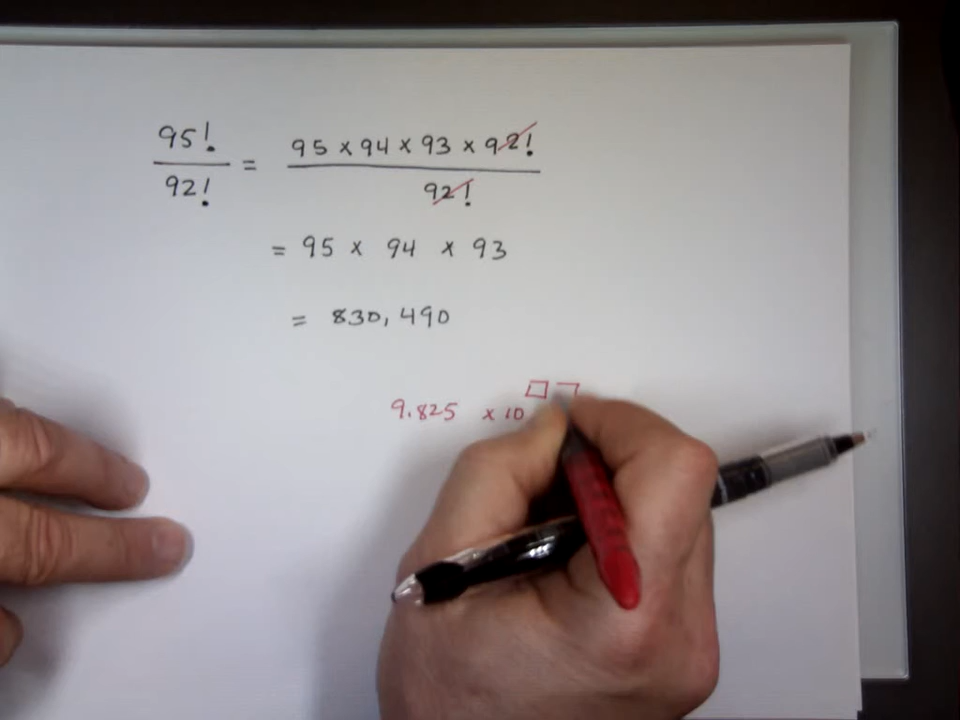 95! / 92! = 95 × 94 × 93 × 92! / 92!
= 95 × 94 × 93
= 830,490
9.825 × 10